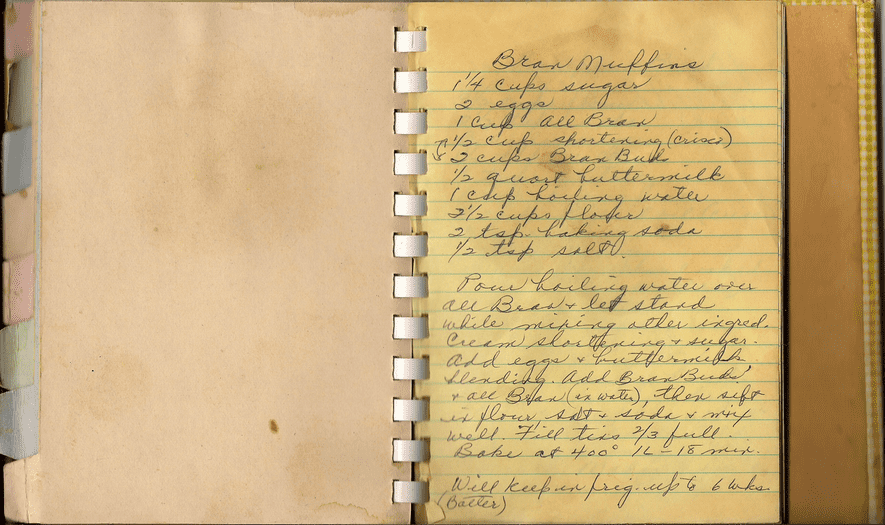 Bran Muffins
1 1/4 cups sugar
2 eggs
1 cup All Bran
1/2 cup shortening (crisco)
2 cups Bran Buds
1/2 quart buttermilk
1 cup boiling water
2 1/2 cups flour
2 tsp. baking soda
1/2 tsp salt.
Pour boiling water over
all Bran & let stand
while mixing other ingred.
Cream shortening & sugar.
Add eggs & buttermilk
blending. Add Bran Buds
& all Bran (in water), then sift
in flour, salt & soda & mix
well. Fill tins 2/3 full.
Bake at 400° 16-18 min.
Will keep in frig. up to 6 wks.
(Batter)